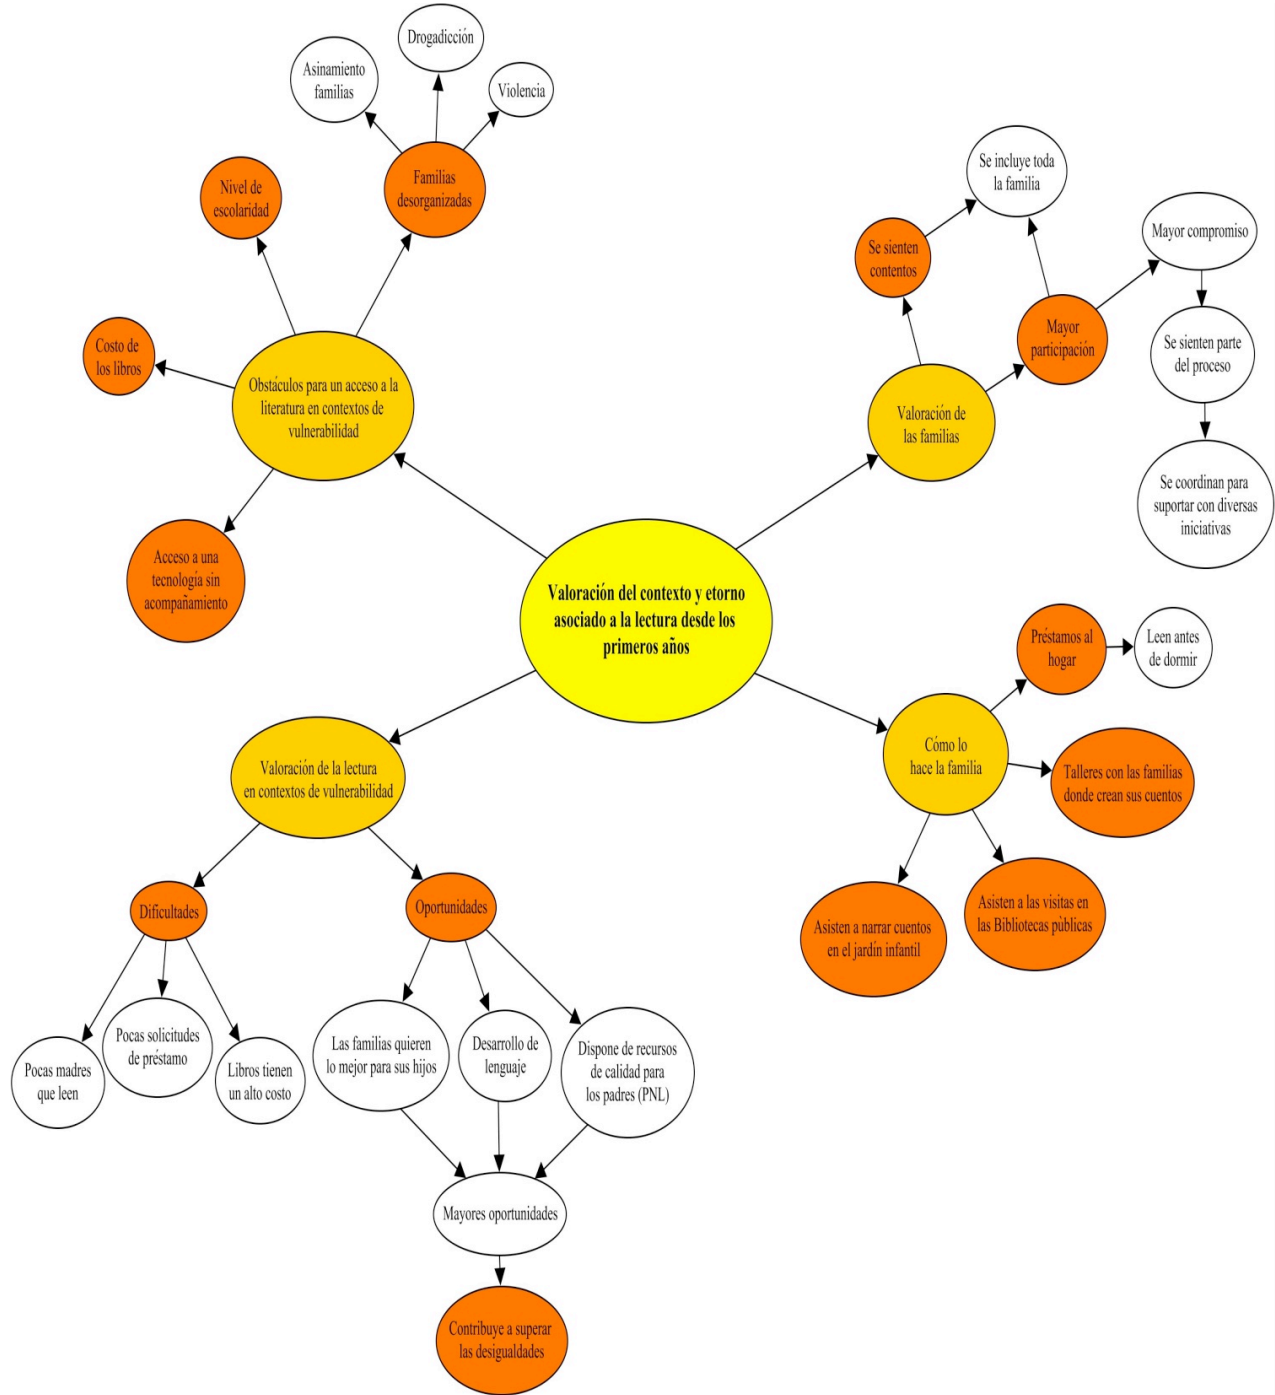 Drogadicción
Asinamiento
familias
Violencia
Familias
desorganizadas
Nivel de
escolaridad
Costo de
los libros
Obstáculos para un acceso a la
literatura en contextos de
vulnerabilidad
Acceso a una
tecnología sin
acompañamiento
Se incluye toda
la familia
Se sienten
contentos
Mayor compromiso
Mayor
participación
Se sienten parte
del proceso
Valoración de
las familias
Se coordinan para
suportar con diversas
iniciativas
Valoración del contexto y etorno
asociado a la lectura desde los
primeros años
Préstamos al
hogar
Leen antes
de dormir
Cómo lo
hace la familia
Talleres con las familias
donde crean sus cuentos
Asisten a las visitas en
las Bibliotecas pùblicas
Asisten a narrar cuentos
en el jardín infantil
Valoración de la lectura
en contextos de vulnerabilidad
Dificultades
Oportunidades
Pocas madres
que leen
Pocas solicitudes
de préstamo
Libros tienen
un alto costo
Las familias quieren
lo mejor para sus hijos
Desarrollo de
lenguaje
Dispone de recursos
de calidad para
los padres (PNL)
Mayores oportunidades
Contribuye a superar
las desigualdades